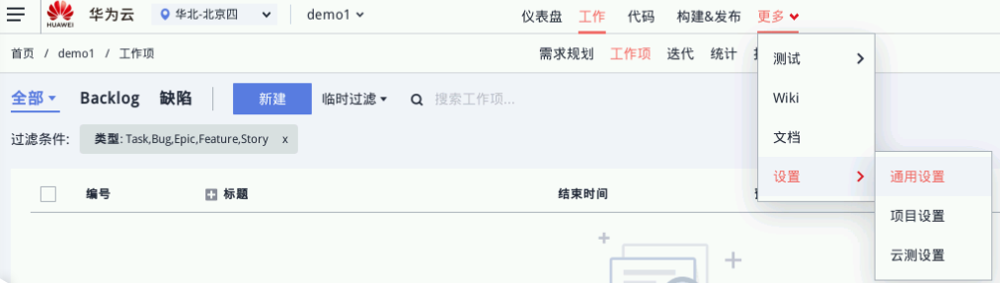 HUAWEI 华为云 华北-北京四 demo1 仪表盘 工作 代码 构建&发布 更多
首页 / demo1 / 工作项 需求规划 工作项 迭代 统计
测试
Wiki
文档
设置
通用设置
项目设置
云测设置
全部 Backlog 缺陷 新建 临时过滤 搜索工作项...
过滤条件: 类型: Task,Bug,Epic,Feature,Story x
编号 标题 结束时间